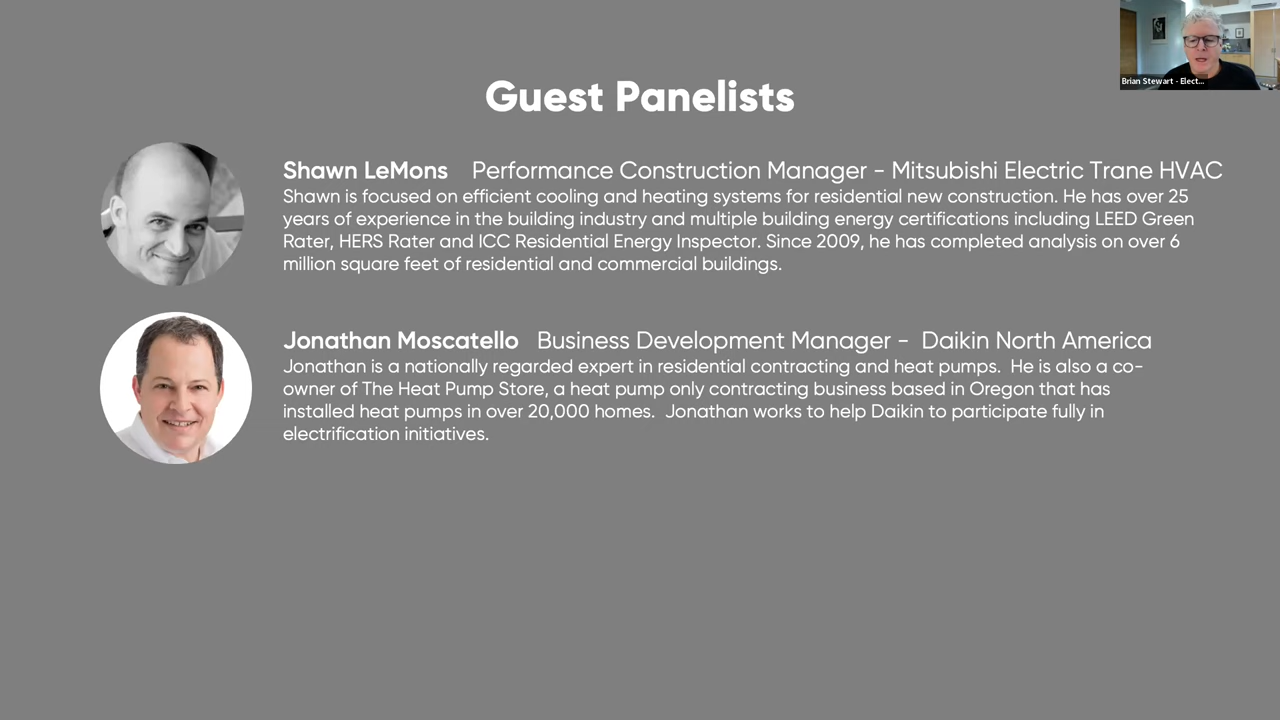 Brian Stewart - Elect...
Guest Panelists
Shawn LeMons Performance Construction Manager - Mitsubishi Electric Trane HVAC
Shawn is focused on efficient cooling and heating systems for residential new construction. He has over 25
years of experience in the building industry and multiple building energy certifications including LEED Green
Rater, HERS Rater and ICC Residential Energy Inspector. Since 2009, he has completed analysis on over 6
million square feet of residential and commercial buildings.
Jonathan Moscatello Business Development Manager - Daikin North America
Jonathan is a nationally regarded expert in residential contracting and heat pumps. He is also a co-
owner of The Heat Pump Store, a heat pump only contracting business based in Oregon that has
installed heat pumps in over 20,000 homes. Jonathan works to help Daikin to participate fully in
electrification initiatives.